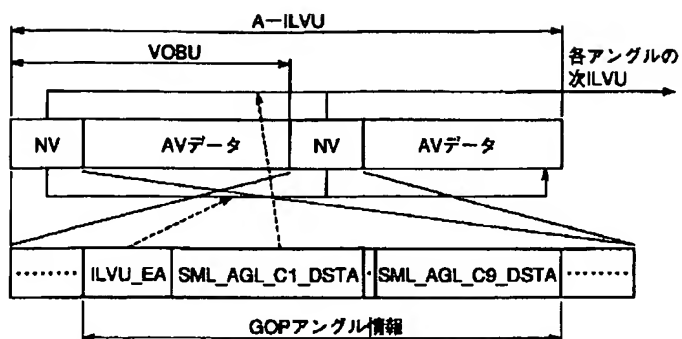 A-ILVU
VOBU
各アングルの
次ILVU
NV
AVデータ
NV
AVデータ
········
ILVU_EA
SML_AGL_C1_DSTA
·
SML_AGL_C9_DSTA
········
GOPアングル情報